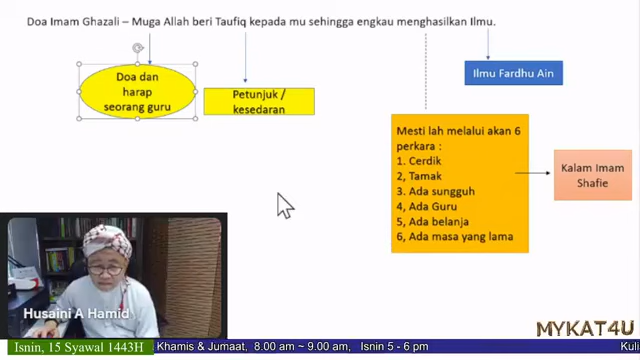 Doa Imam Ghazali – Muga Allah beri Taufiq kepada mu sehingga engkau menghasilkan Ilmu.
Doa dan
harap
seorang guru
Petunjuk /
kesedaran
Ilmu Fardhu Ain
Mesti lah melalui akan 6
perkara :
1. Cerdik
2, Tamak
3. Ada sungguh
4, Ada Guru
5, Ada belanja
6, Ada masa yang lama
Kalam Imam
Shafie
Husaini A Hamid
MYKAT4U
Isnin, 15 Syawal 1443H
Khamis & Jumaat, 8.00 am ~ 9.00 am, Isnin 5 - 6 pm
Kuli